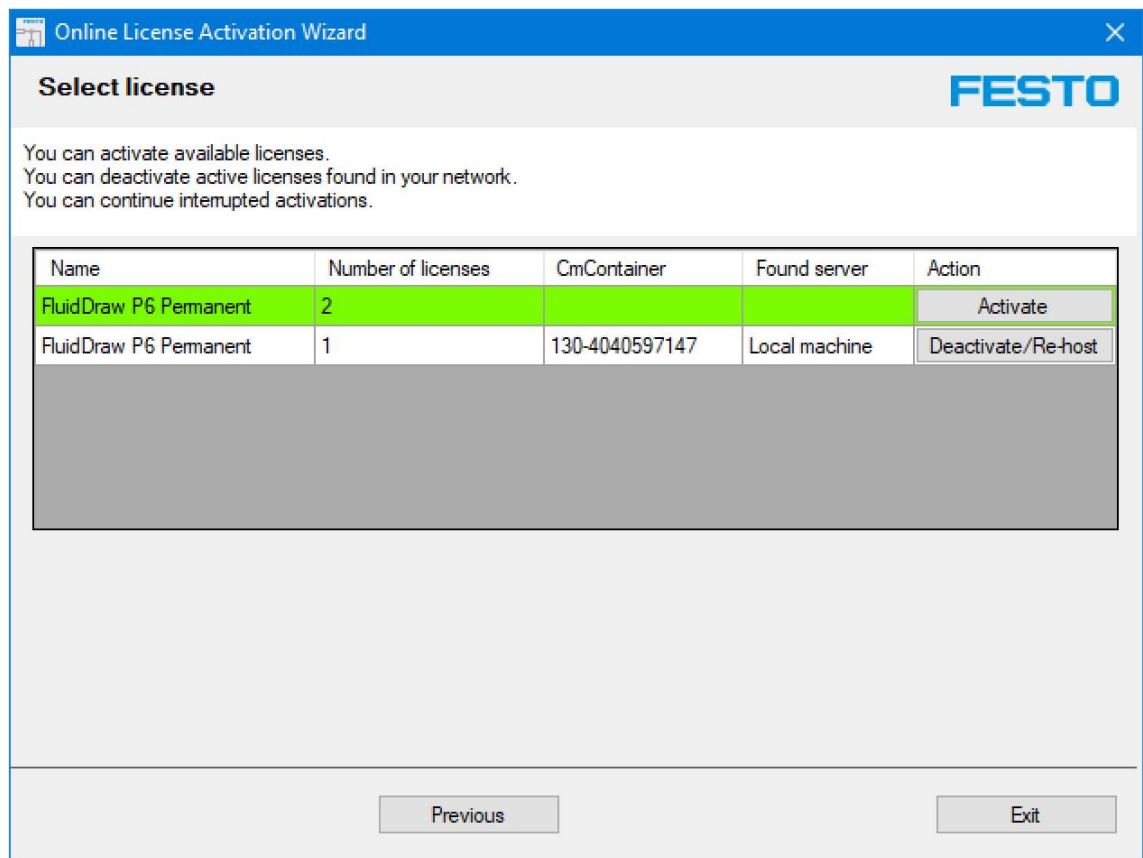 Online License Activation Wizard
Select license
FESTO
You can activate available licenses.
You can deactivate active licenses found in your network.
You can continue interrupted activations.
Name Number of licenses CmContainer Found server Action
FluidDraw P6 Permanent 2 Activate
FluidDraw P6 Permanent 1 130-4040597147 Local machine Deactivate/Re-host
Previous Exit